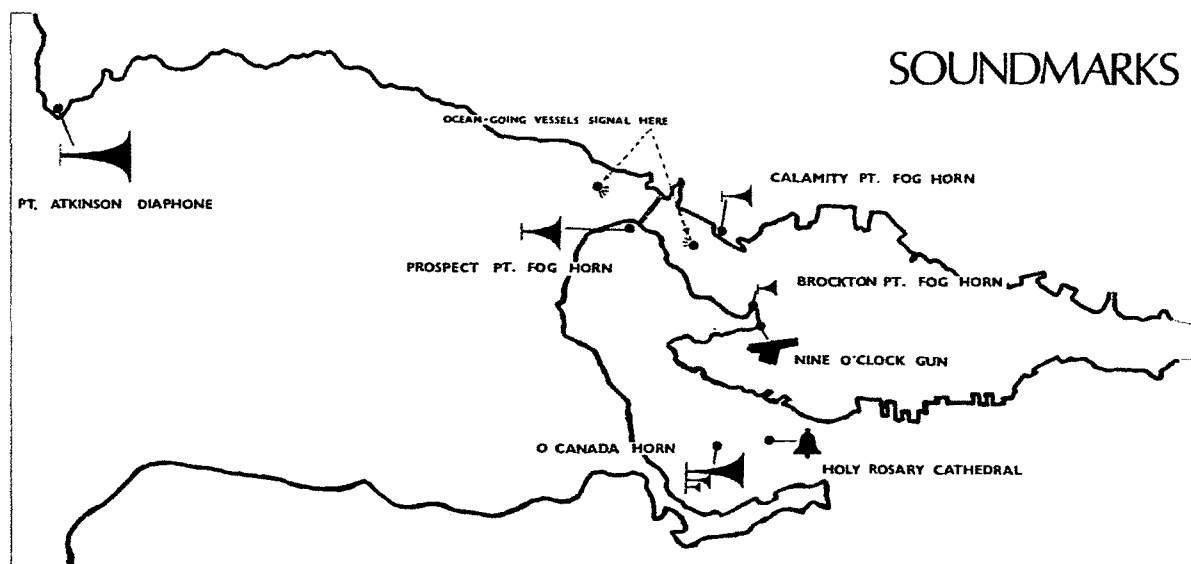 SOUNDMARKS
OCEAN-GOING VESSELS SIGNAL HERE
CALAMITY PT. FOG HORN
PT. ATKINSON DIAPHONE
PROSPECT PT. FOG HORN
BROCKTON PT. FOG HORN
NINE O'CLOCK GUN
O CANADA HORN
HOLY ROSARY CATHEDRAL